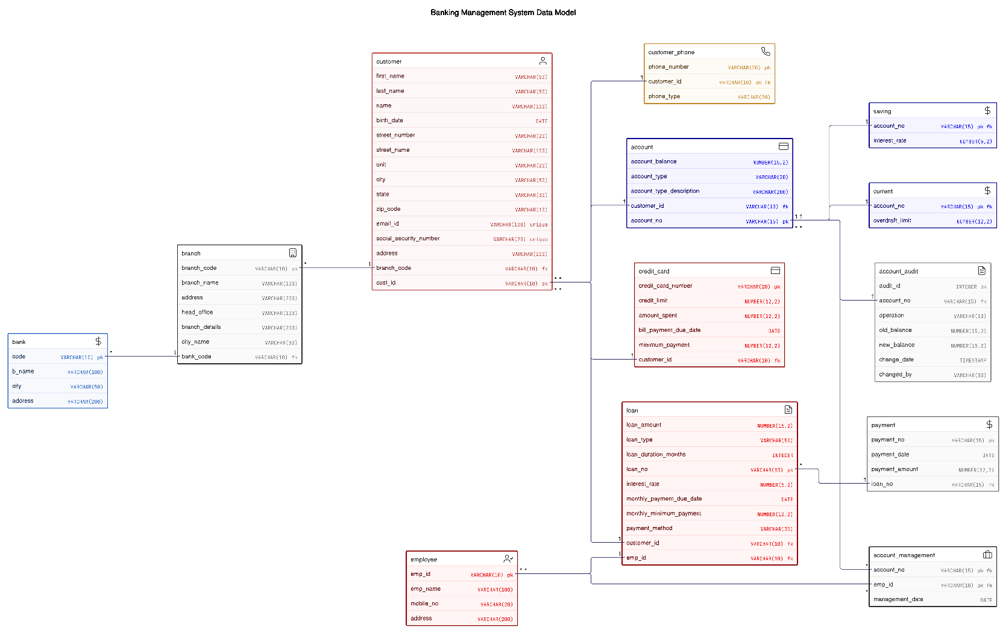 Banking Management System Data Model
customer
first_name VARCHAR(50)
last_name VARCHAR(50)
name VARCHAR(100)
birth_date DATE
street_number VARCHAR(20)
street_name VARCHAR(100)
unit VARCHAR(20)
city VARCHAR(50)
state VARCHAR(30)
zip_code VARCHAR(10)
email_id VARCHAR(100) unique
social_security_number VARCHAR(20) unique
address VARCHAR(200)
1 branch_code VARCHAR(10) fk
cust_id VARCHAR(10) pk * *
* *
customer_phone
phone_number VARCHAR(20) pk
1 customer_id VARCHAR(10) pk fk
phone_type VARCHAR(20)
account
account_balance NUMBER(15,2)
account_type VARCHAR(20)
account_type_description VARCHAR(200)
1 customer_id VARCHAR(10) fk
account_no VARCHAR(15) pk 1 1
* *
saving
1 account_no VARCHAR(15) pk fk
interest_rate NUMBER(5,2)
current
1 account_no VARCHAR(15) pk fk
overdraft_limit NUMBER(12,2)
branch
branch_code VARCHAR(10) pk *
branch_name VARCHAR(100)
address VARCHAR(200)
head_office VARCHAR(100)
branch_details VARCHAR(200)
city_name VARCHAR(50)
1 bank_code VARCHAR(10) fk
credit_card
credit_card_number VARCHAR(20) pk
credit_limit NUMBER(12,2)
amount_spent NUMBER(12,2)
bill_payment_due_date DATE
minimum_payment NUMBER(12,2)
1 customer_id VARCHAR(10) fk
account_audit
audit_id INTEGER pk
1 account_no VARCHAR(15) fk
operation VARCHAR(10)
old_balance NUMBER(15,2)
new_balance NUMBER(15,2)
change_date TIMESTAMP
changed_by VARCHAR(50)
bank
code VARCHAR(10) pk *
b_name VARCHAR(100)
city VARCHAR(50)
address VARCHAR(200)
loan
loan_amount NUMBER(15,2)
loan_type VARCHAR(50)
loan_duration_months INTEGER
loan_no VARCHAR(15) pk *
interest_rate NUMBER(5,2)
monthly_payment_due_date DATE
monthly_minimum_payment NUMBER(12,2)
payment_method VARCHAR(30)
1 customer_id VARCHAR(10) fk
1 emp_id VARCHAR(10) fk
payment
payment_no VARCHAR(15) pk
payment_date DATE
payment_amount NUMBER(12,2)
1 loan_no VARCHAR(15) fk
employee
emp_id VARCHAR(10) pk * *
emp_name VARCHAR(100)
mobile_no VARCHAR(20)
address VARCHAR(200)
account_management
* account_no VARCHAR(15) pk fk
* emp_id VARCHAR(10) pk fk
management_date DATE